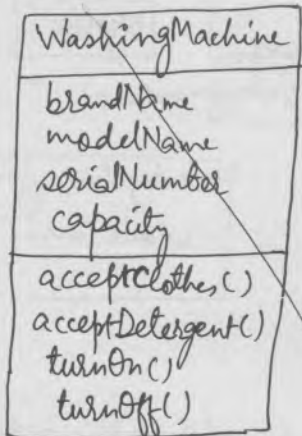 WashingMachine
brandName
modelName
serialNumber
capacity
acceptClothes()
acceptDetergent()
turnOn()
turnOff()